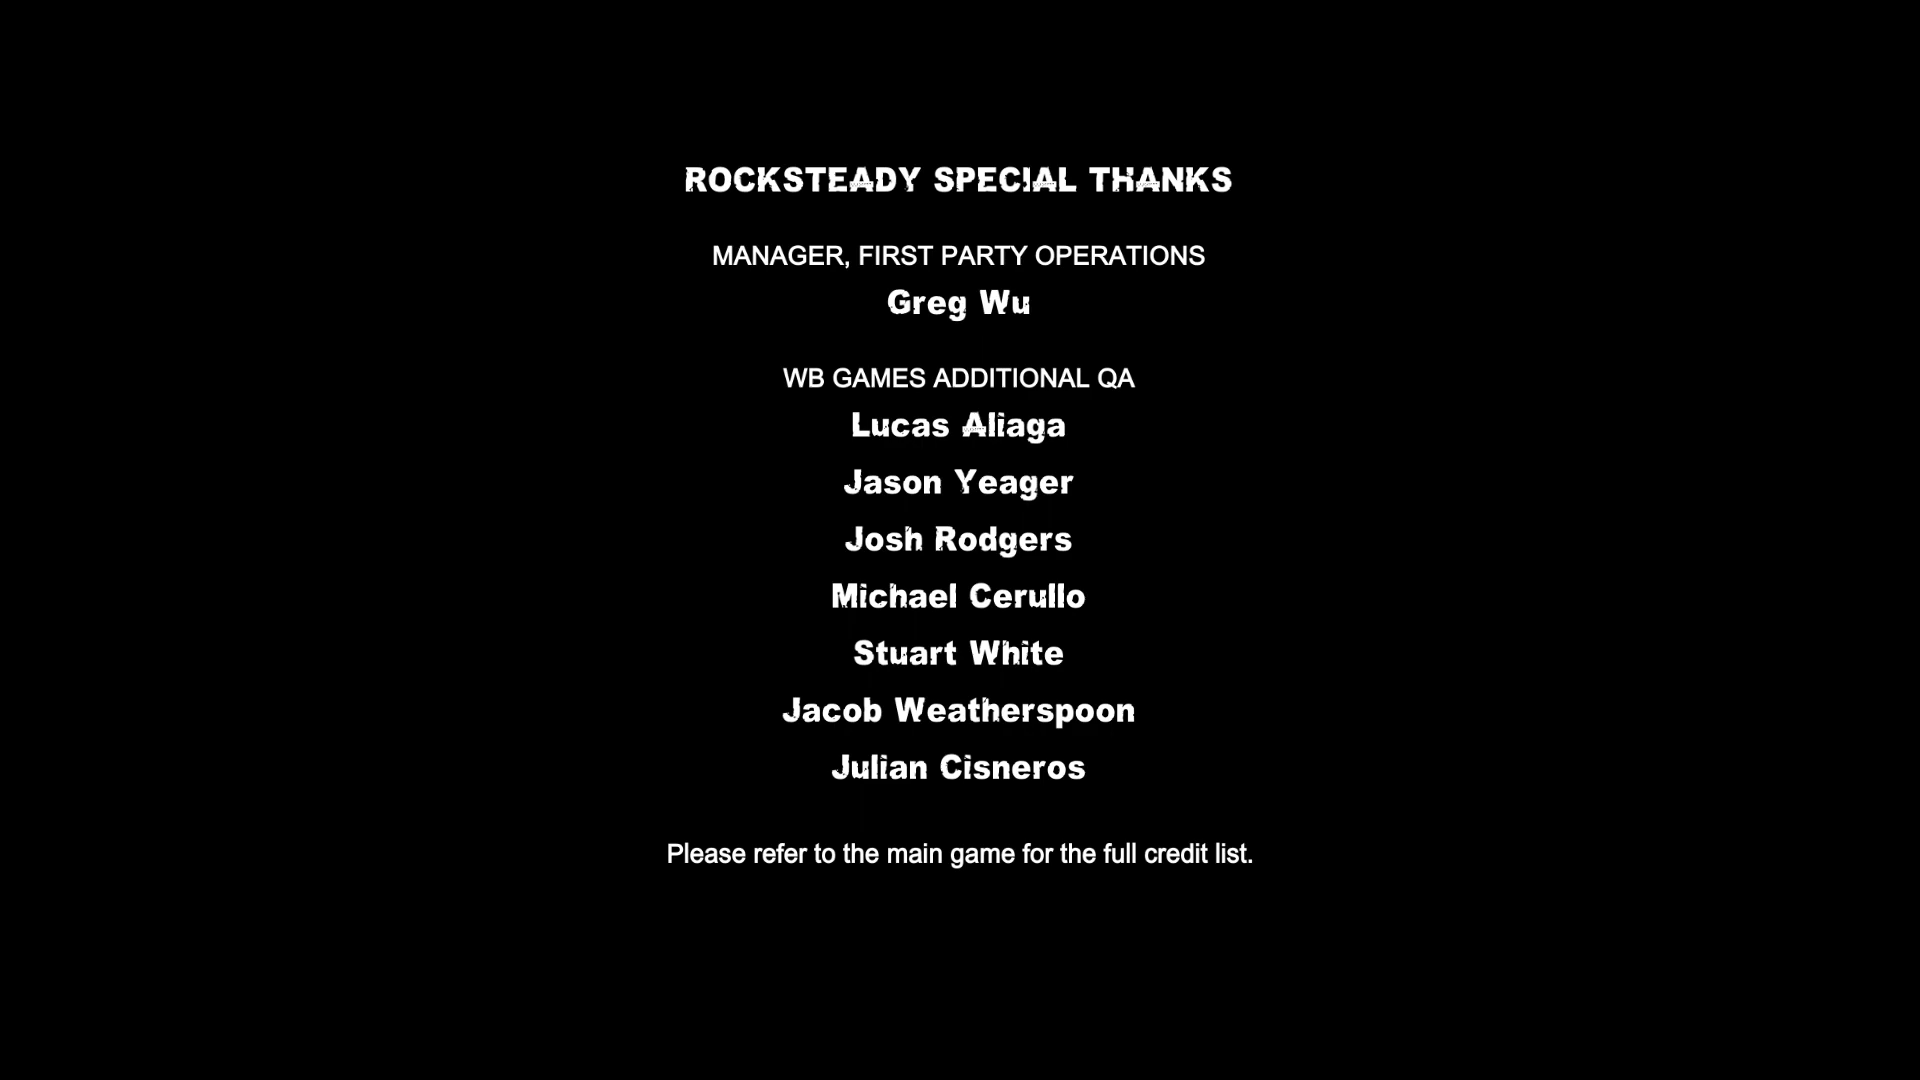 ROCKSTEADY SPECIAL THANKS
MANAGER, FIRST PARTY OPERATIONS
Greg Wu
WB GAMES ADDITIONAL QA
Lucas Aliaga
Jason Yeager
Josh Rodgers
Michael Cerullo
Stuart White
Jacob Weatherspoon
Julian Cisneros
Please refer to the main game for the full credit list.